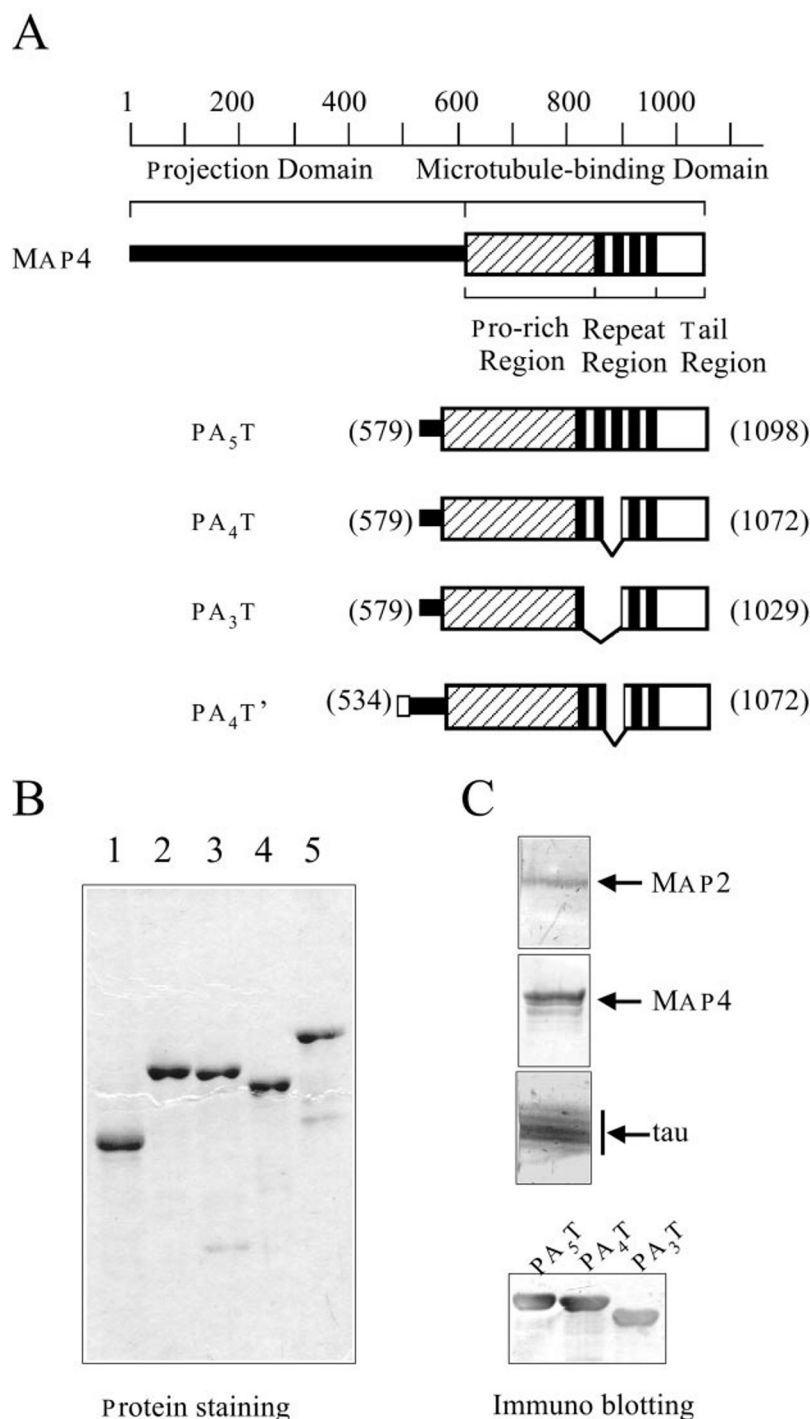 A
1 200 400 600 800 1000
Projection Domain Microtubule-binding Domain
MAP4
Pro-rich Region Repeat Region Tail Region
PA5T (579) (1098)
PA4T (579) (1072)
PA3T (579) (1029)
PA4T' (534) (1072)
B
1 2 3 4 5
Protein staining
C
MAP2
MAP4
tau
PA5T PA4T PA3T
Immuno blotting